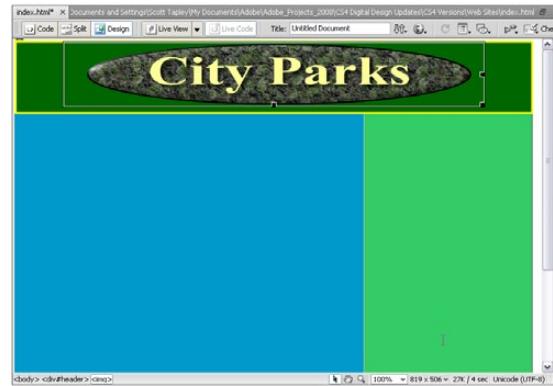 index.html* × Documents and Settings\Scott Tapley\My Documents\Adobe\Adobe_Projects_2008\CS4 Digital Design Updates\CS4 Versions\Web Sites\index.html
Code Split Design Live View Live Code Title: Untitled Document Che
City Parks
<body> <div#header> <img> 100% 819 x 506 27K / 4 sec Unicode (UTF-8)